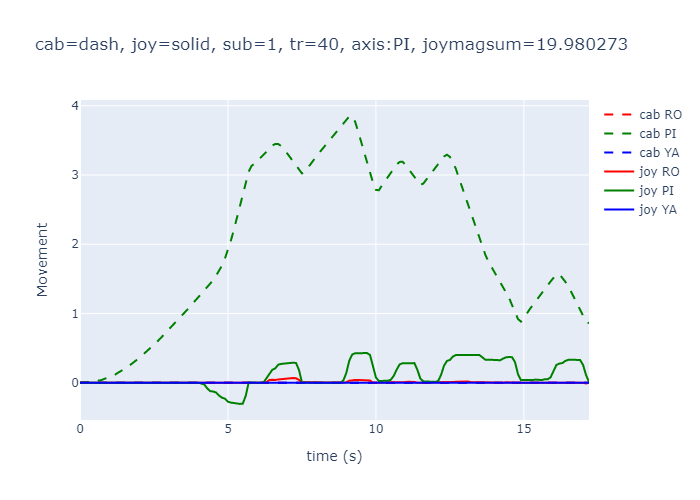 cab=dash, joy=solid, sub=1, tr=40, axis:PI, joymagsum=19.980273
4
3
2
1
0
Movement
0
5
10
15
time (s)
cab RO
cab PI
cab YA
joy RO
joy PI
joy YA